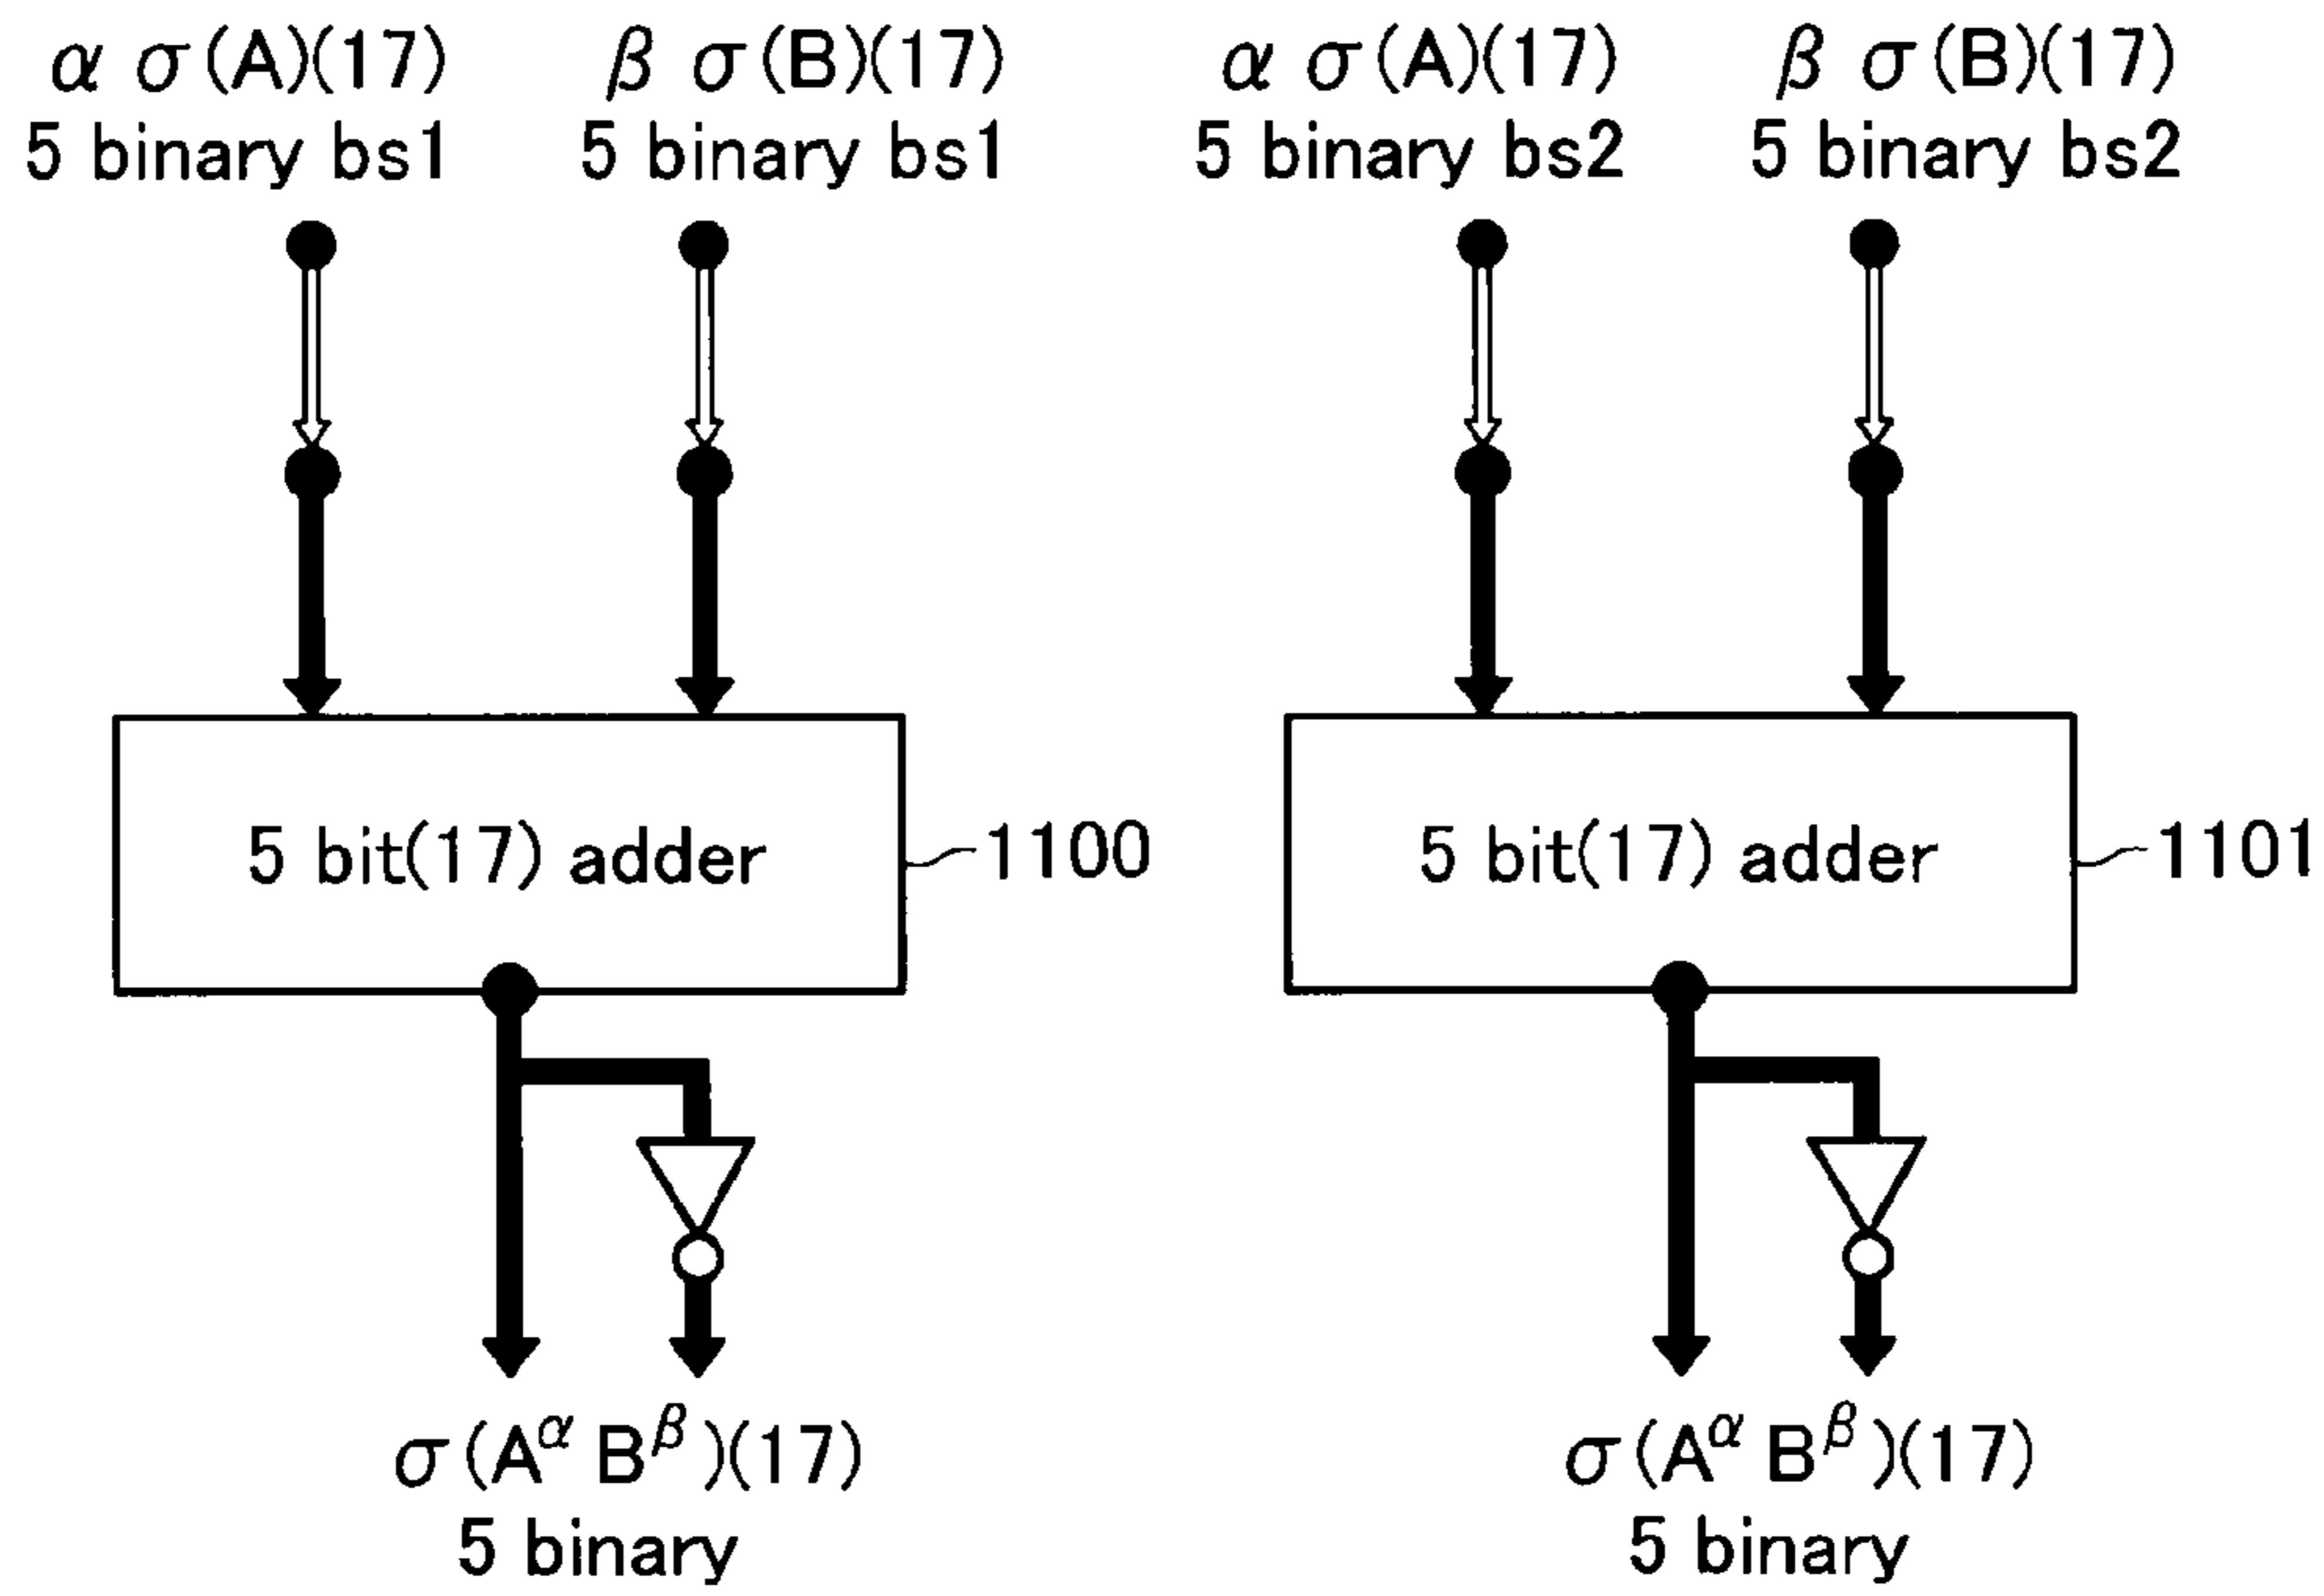 α σ(A)(17)
5 binary bs1
β σ(B)(17)
5 binary bs1
α σ(A)(17)
5 binary bs2
β σ(B)(17)
5 binary bs2
5 bit(17) adder
1100
5 bit(17) adder
1101
σ(A^α B^β)(17)
5 binary
σ(A^α B^β)(17)
5 binary